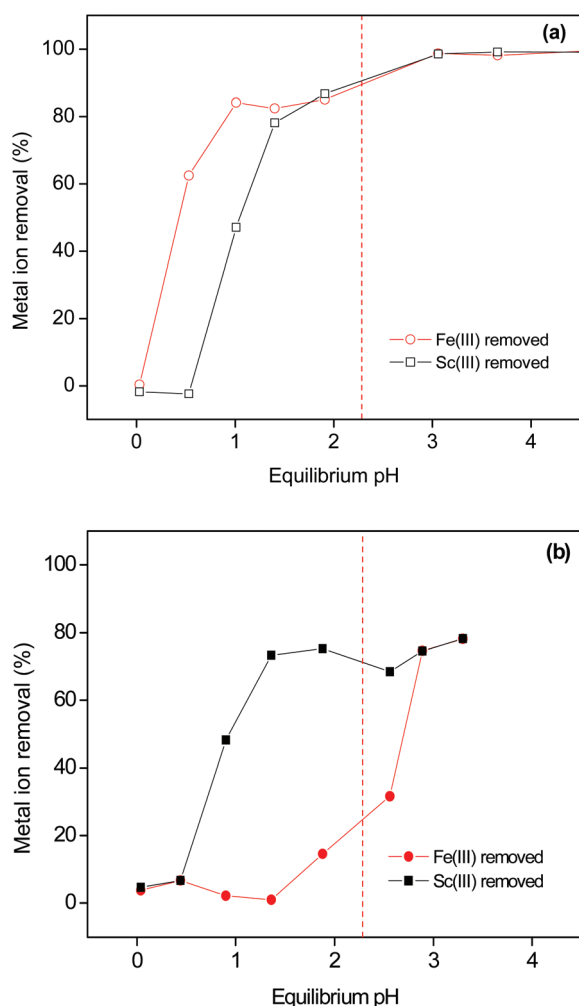 (a)
100
80
60
40
20
0
Metal ion removal (%)
Fe(III) removed
Sc(III) removed
0 1 2 3 4
Equilibrium pH
(b)
100
80
60
40
20
0
Metal ion removal (%)
Fe(III) removed
Sc(III) removed
0 1 2 3 4
Equilibrium pH